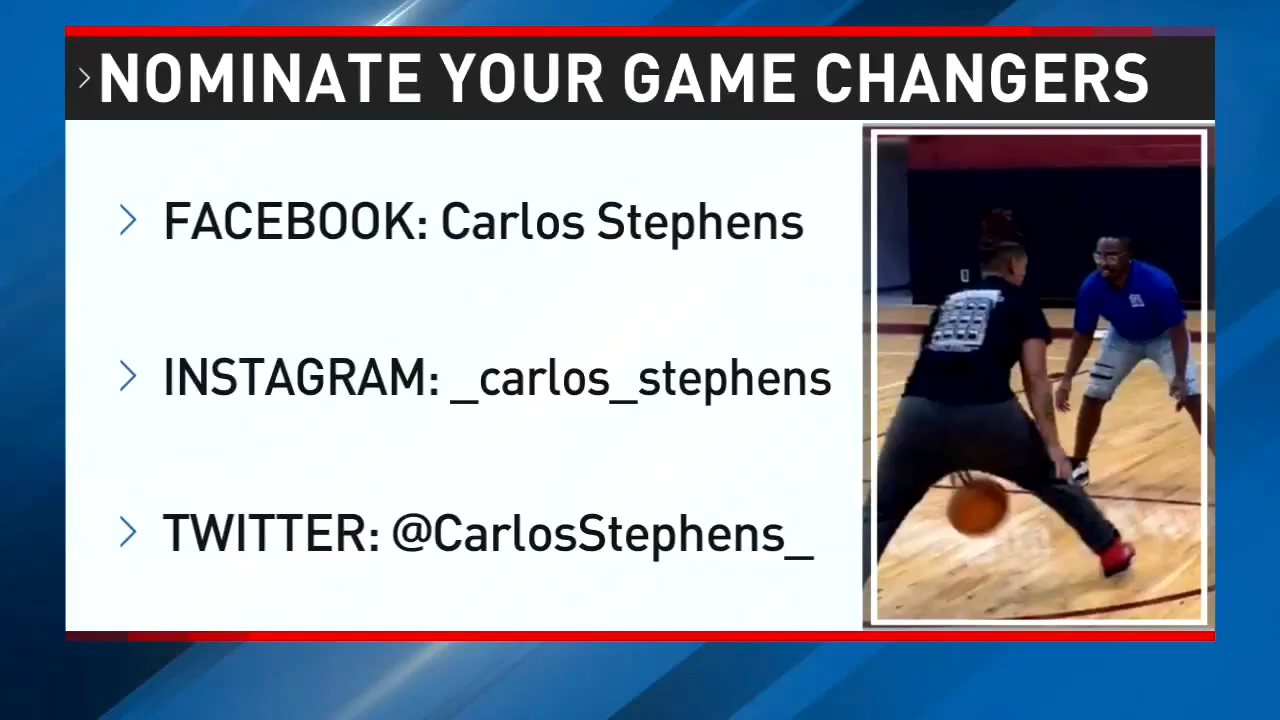 NOMINATE YOUR GAME CHANGERS
FACEBOOK: Carlos Stephens
INSTAGRAM: _carlos_stephens
TWITTER: @CarlosStephens_